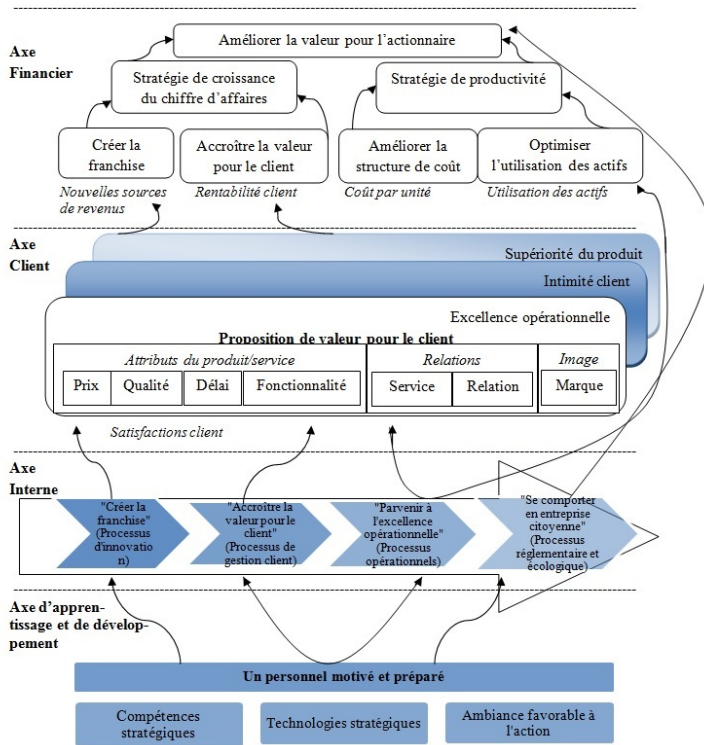 Axe
Financier
Améliorer la valeur pour l'actionnaire
Stratégie de croissance
du chiffre d'affaires
Stratégie de productivité
Créer la
franchise
Accroître la valeur
pour le client
Améliorer la
structure de coût
Optimiser
l'utilisation des actifs
Nouvelles sources
de revenus
Rentabilité client
Coût par unité
Utilisation des actifs
Axe
Client
Supériorité du produit
Intimité client
Excellence opérationnelle
Proposition de valeur pour le client
Attributs du produit/service
Relations
Image
Prix
Qualité
Délai
Fonctionnalité
Service
Relation
Marque
Satisfactions client
Axe
Interne
"Créer la
franchise"
(Processus
d'innovatio
n)
"Accroître la
valeur pour le
client"
(Processus de
gestion client)
"Parvenir à
l'excellence
opérationnelle"
(Processus
opérationnels)
"Se comporter
en entreprise
citoyenne"
(Processus
réglementaire et
écologique)
Axe d'appren-
tissage et de dévelop-
pement
Un personnel motivé et préparé
Compétences
stratégiques
Technologies stratégiques
Ambiance favorable à
l'action